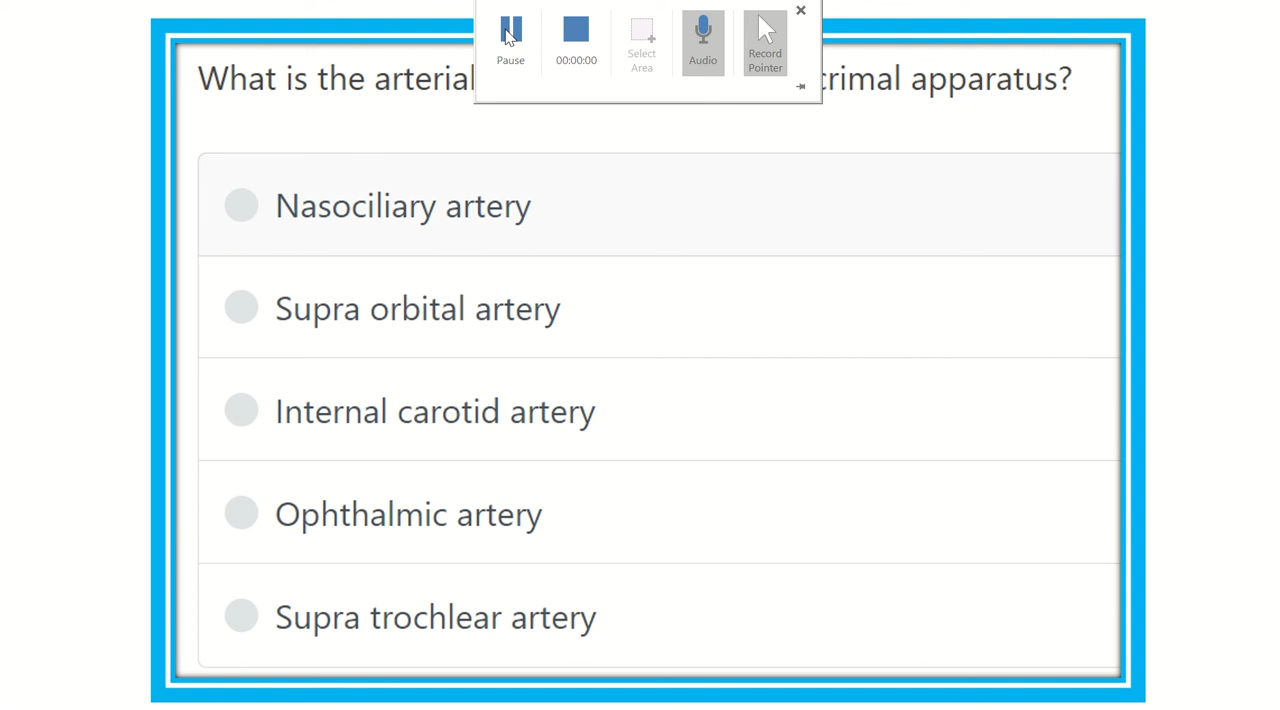 Pause
00:00:00
Select
Area
Audio
Record
Pointer
What is the arterial crimal apparatus?
Nasociliary artery
Supra orbital artery
Internal carotid artery
Ophthalmic artery
Supra trochlear artery